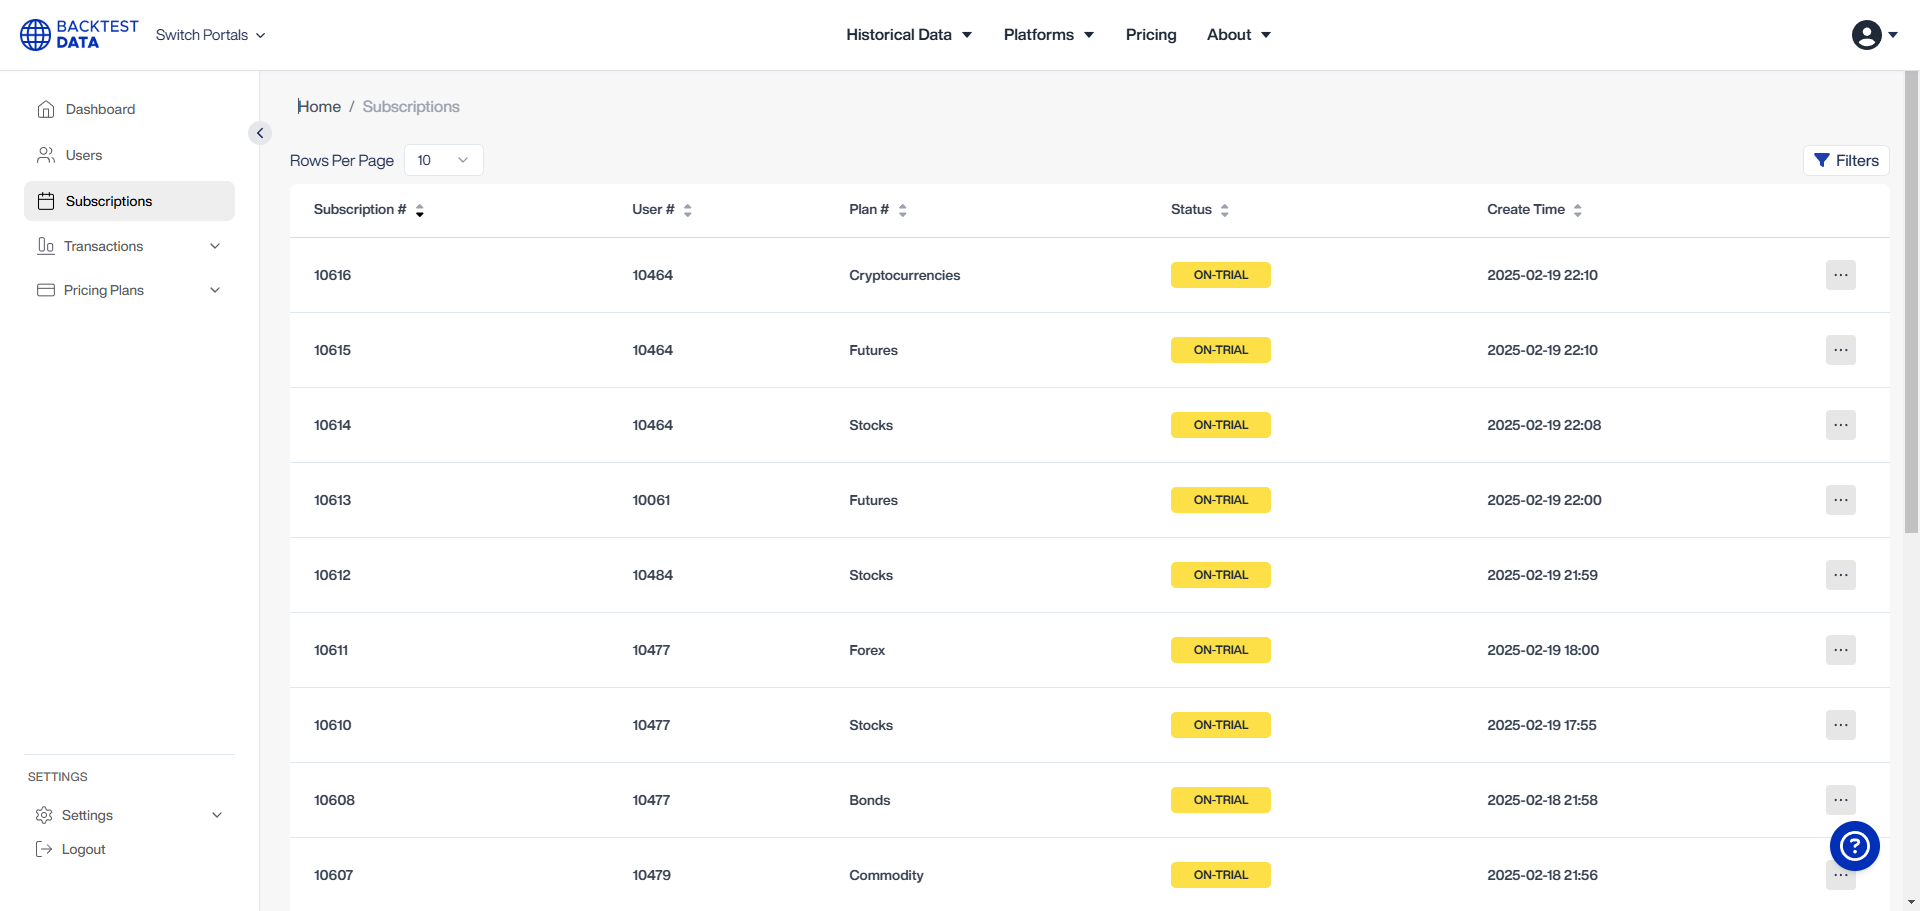 BACKTEST
DATA
Switch Portals
Historical Data
Platforms
Pricing
About
Dashboard
Users
Subscriptions
Transactions
Pricing Plans
SETTINGS
Settings
Logout
Home / Subscriptions
Rows Per Page 10
Filters
Subscription # User # Plan # Status Create Time
10616 10464 Cryptocurrencies ON-TRIAL 2025-02-19 22:10 ...
10615 10464 Futures ON-TRIAL 2025-02-19 22:10 ...
10614 10464 Stocks ON-TRIAL 2025-02-19 22:08 ...
10613 10061 Futures ON-TRIAL 2025-02-19 22:00 ...
10612 10484 Stocks ON-TRIAL 2025-02-19 21:59 ...
10611 10477 Forex ON-TRIAL 2025-02-19 18:00 ...
10610 10477 Stocks ON-TRIAL 2025-02-19 17:55 ...
10608 10477 Bonds ON-TRIAL 2025-02-18 21:58 ...
10607 10479 Commodity ON-TRIAL 2025-02-18 21:56 ...
?